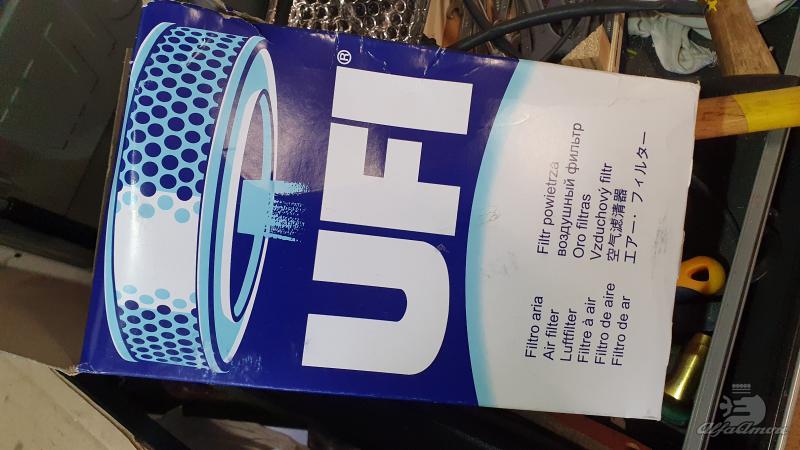 UFI®
Filtro aria
Air filter
Luftfilter
Filtre à air
Filtro de aire
Filtro de ar
Filtr powietrza
воздушный фильтр
Oro filtras
Vzduchový filtr
空气滤清器
エアー・フィルター
AlfaAmore